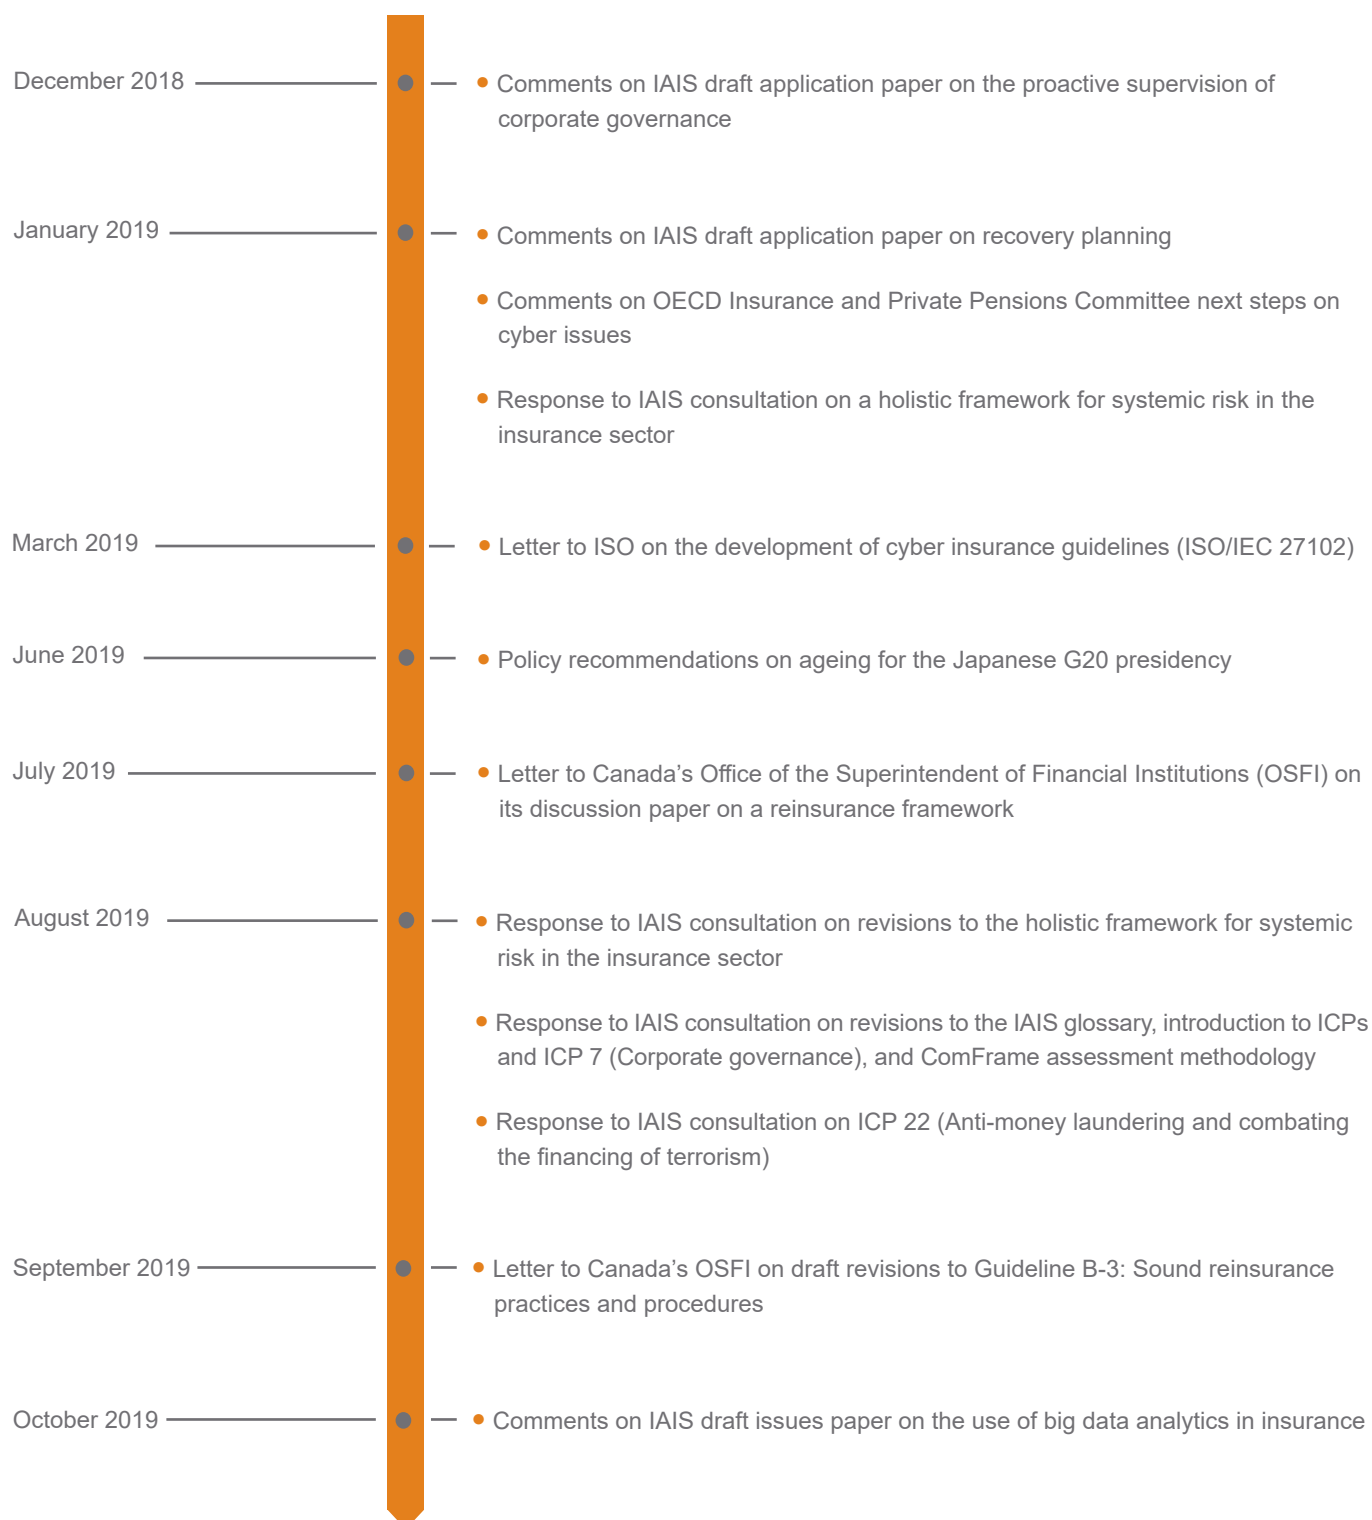 December 2018
Comments on IAIS draft application paper on the proactive supervision of
corporate governance
January 2019
Comments on IAIS draft application paper on recovery planning
Comments on OECD Insurance and Private Pensions Committee next steps on
cyber issues
Response to IAIS consultation on a holistic framework for systemic risk in the
insurance sector
March 2019
Letter to ISO on the development of cyber insurance guidelines (ISO/IEC 27102)
June 2019
Policy recommendations on ageing for the Japanese G20 presidency
July 2019
Letter to Canada’s Office of the Superintendent of Financial Institutions (OSFI) on
its discussion paper on a reinsurance framework
August 2019
Response to IAIS consultation on revisions to the holistic framework for systemic
risk in the insurance sector
Response to IAIS consultation on revisions to the IAIS glossary, introduction to ICPs
and ICP 7 (Corporate governance), and ComFrame assessment methodology
Response to IAIS consultation on ICP 22 (Anti-money laundering and combating
the financing of terrorism)
September 2019
Letter to Canada’s OSFI on draft revisions to Guideline B-3: Sound reinsurance
practices and procedures
October 2019
Comments on IAIS draft issues paper on the use of big data analytics in insurance